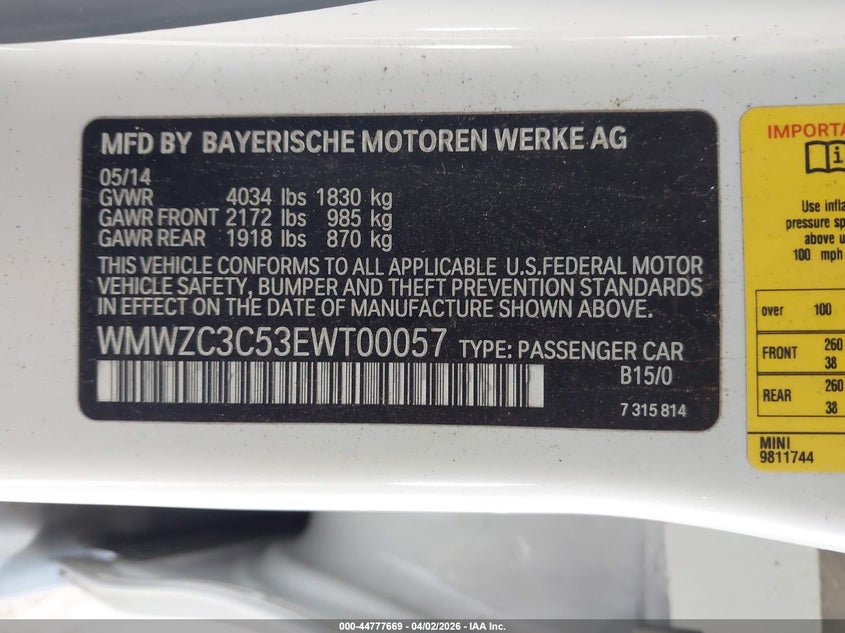 MFD BY BAYERISCHE MOTOREN WERKE AG
05/14
GVWR 4034 lbs 1830 kg
GAWR FRONT 2172 lbs 985 kg
GAWR REAR 1918 lbs 870 kg
THIS VEHICLE CONFORMS TO ALL APPLICABLE U.S.FEDERAL MOTOR
VEHICLE SAFETY, BUMPER AND THEFT PREVENTION STANDARDS
IN EFFECT ON THE DATE OF MANUFACTURE SHOWN ABOVE.
WMWZC3C53EWT00057 TYPE: PASSENGER CAR
B15/0
7 315 814
IMPORTA
i
Use infla
pressure sp
above u
100 mph
over 100
FRONT 260
38
REAR 260
38
MINI
9811744
000-44777669 - 04/02/2026 - IAA Inc.